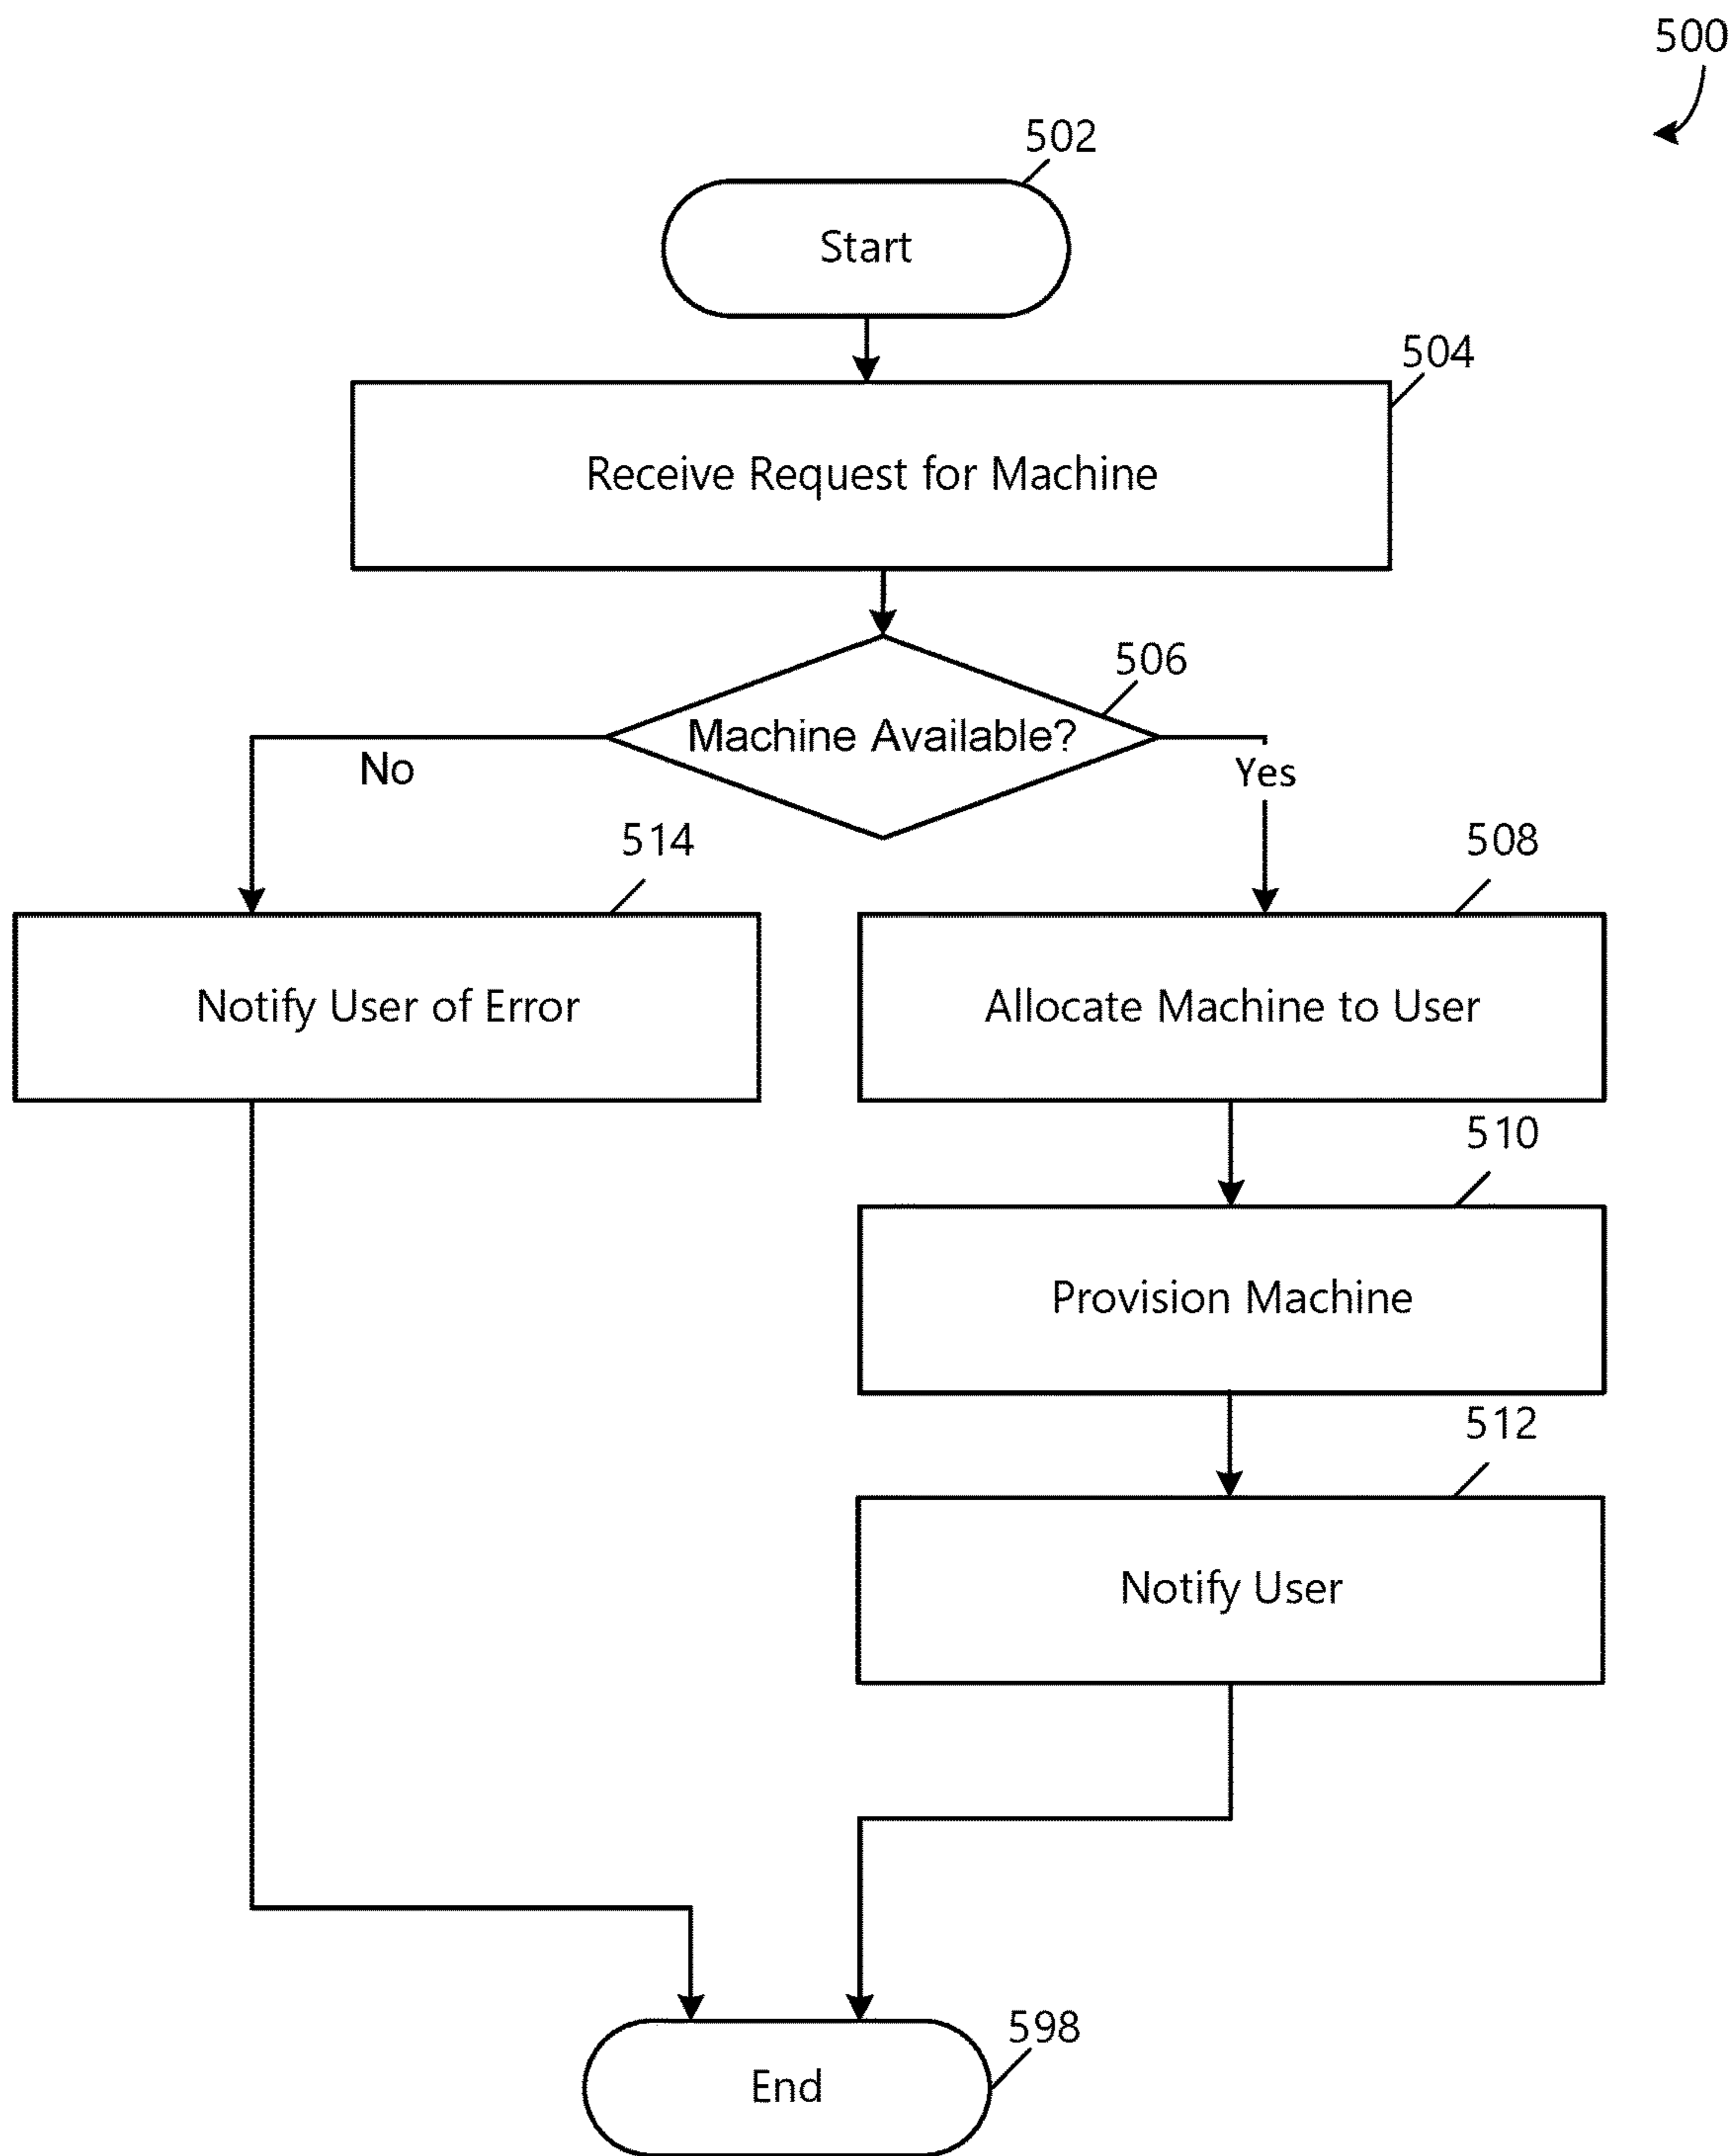 500
502
Start
504
Receive Request for Machine
506
Machine Available?
No
Yes
514
508
Notify User of Error
Allocate Machine to User
510
Provision Machine
512
Notify User
598
End